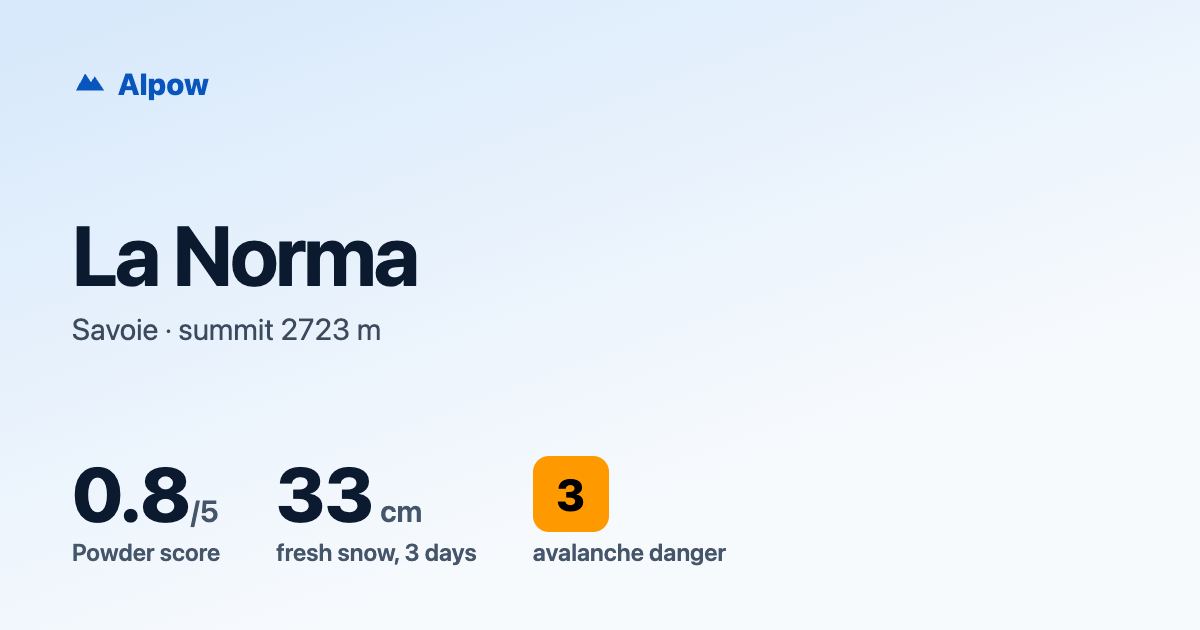 Alpow
La Norma
Savoie · summit 2723 m
0.8/5
Powder score
33 cm
fresh snow, 3 days
3
avalanche danger